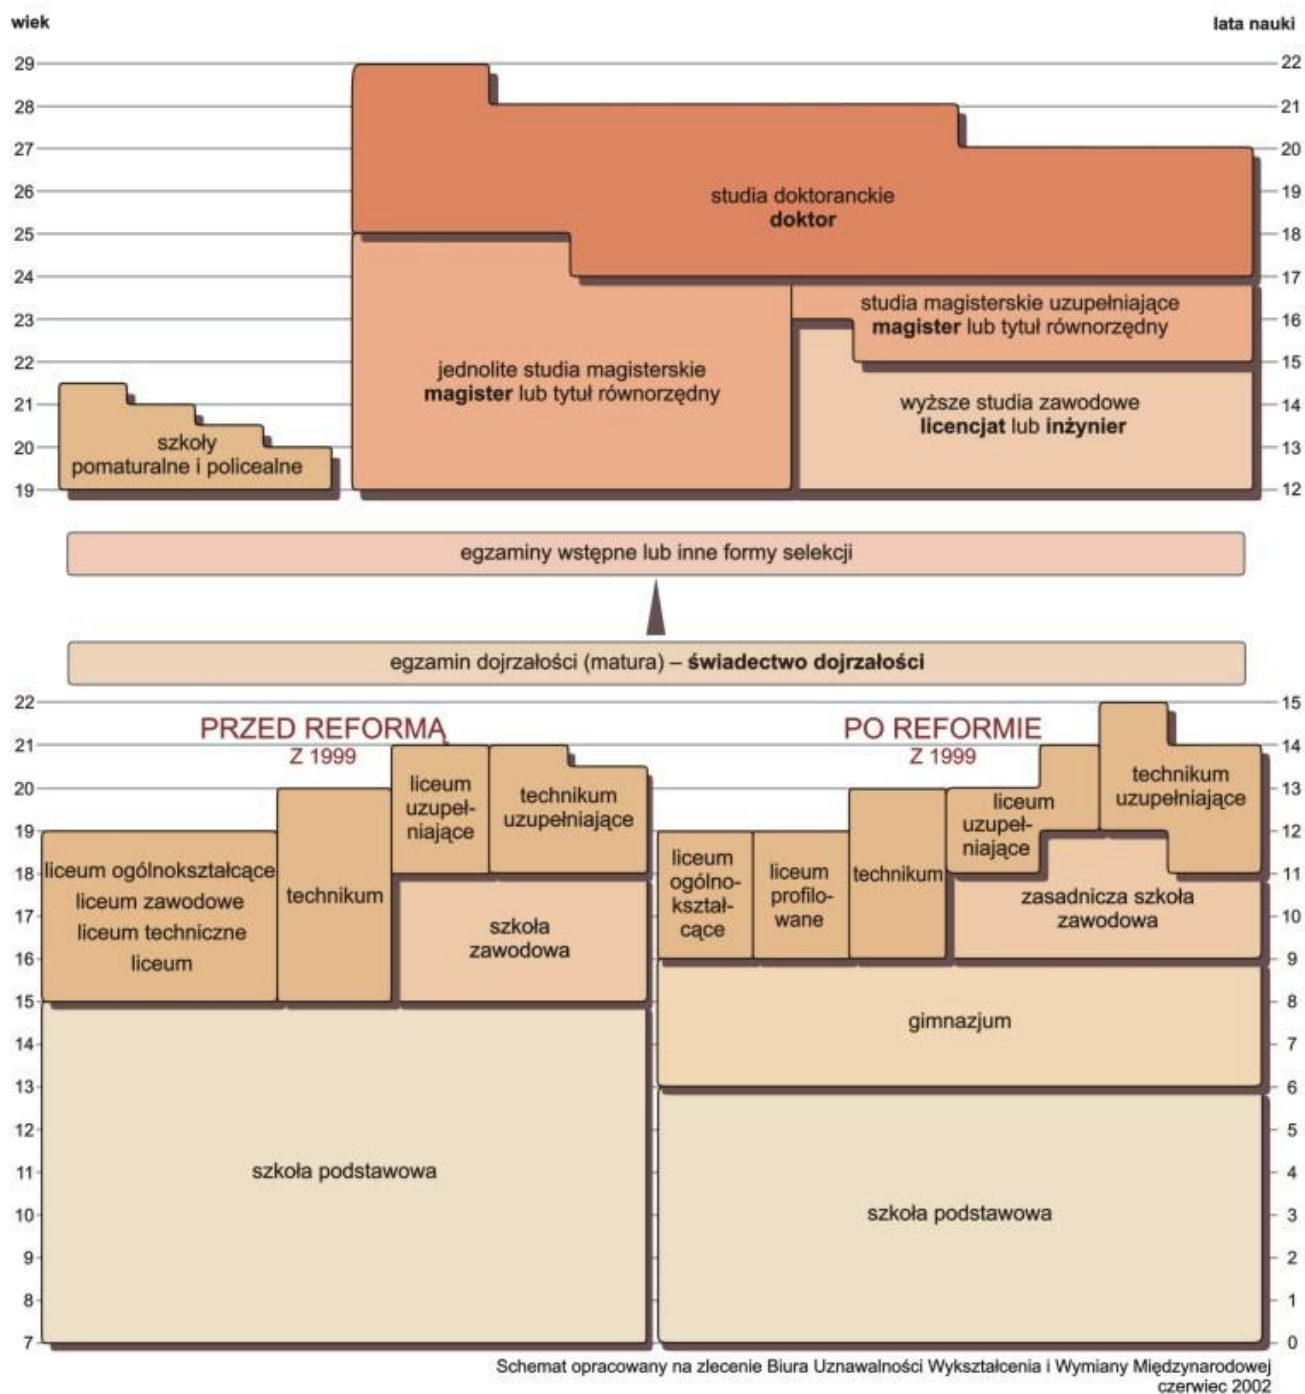 wiek
lata nauki
29
22
28
21
27
20
26
19
25
18
24
17
23
16
22
15
21
14
20
13
19
12
studia doktoranckie
doktor
studia magisterskie uzupełniające
magister lub tytuł równorzędny
jednolite studia magisterskie
magister lub tytuł równorzędny
wyższe studia zawodowe
licencjat lub inżynier
szkoły
pomaturalne i policealne
egzaminy wstępne lub inne formy selekcji
egzamin dojrzałości (matura) – świadectwo dojrzałości
22
15
21
14
20
13
19
12
18
11
17
10
16
9
15
8
14
7
13
6
12
5
11
4
10
3
9
2
8
1
7
0
PRZED REFORMĄ
Z 1999
liceum
uzupeł-
niające
technikum
uzupełniające
liceum ogólnokształcące
liceum zawodowe
liceum techniczne
liceum
technikum
szkoła
zawodowa
szkoła podstawowa
PO REFORMIE
Z 1999
technikum
uzupełniające
liceum
uzupeł-
niające
liceum
ogólno-
kształ-
cące
liceum
profilo-
wane
technikum
zasadnicza szkoła
zawodowa
gimnazjum
szkoła podstawowa
Schemat opracowany na zlecenie Biura Uznawalności Wykształcenia i Wymiany Międzynarodowej
czerwiec 2002